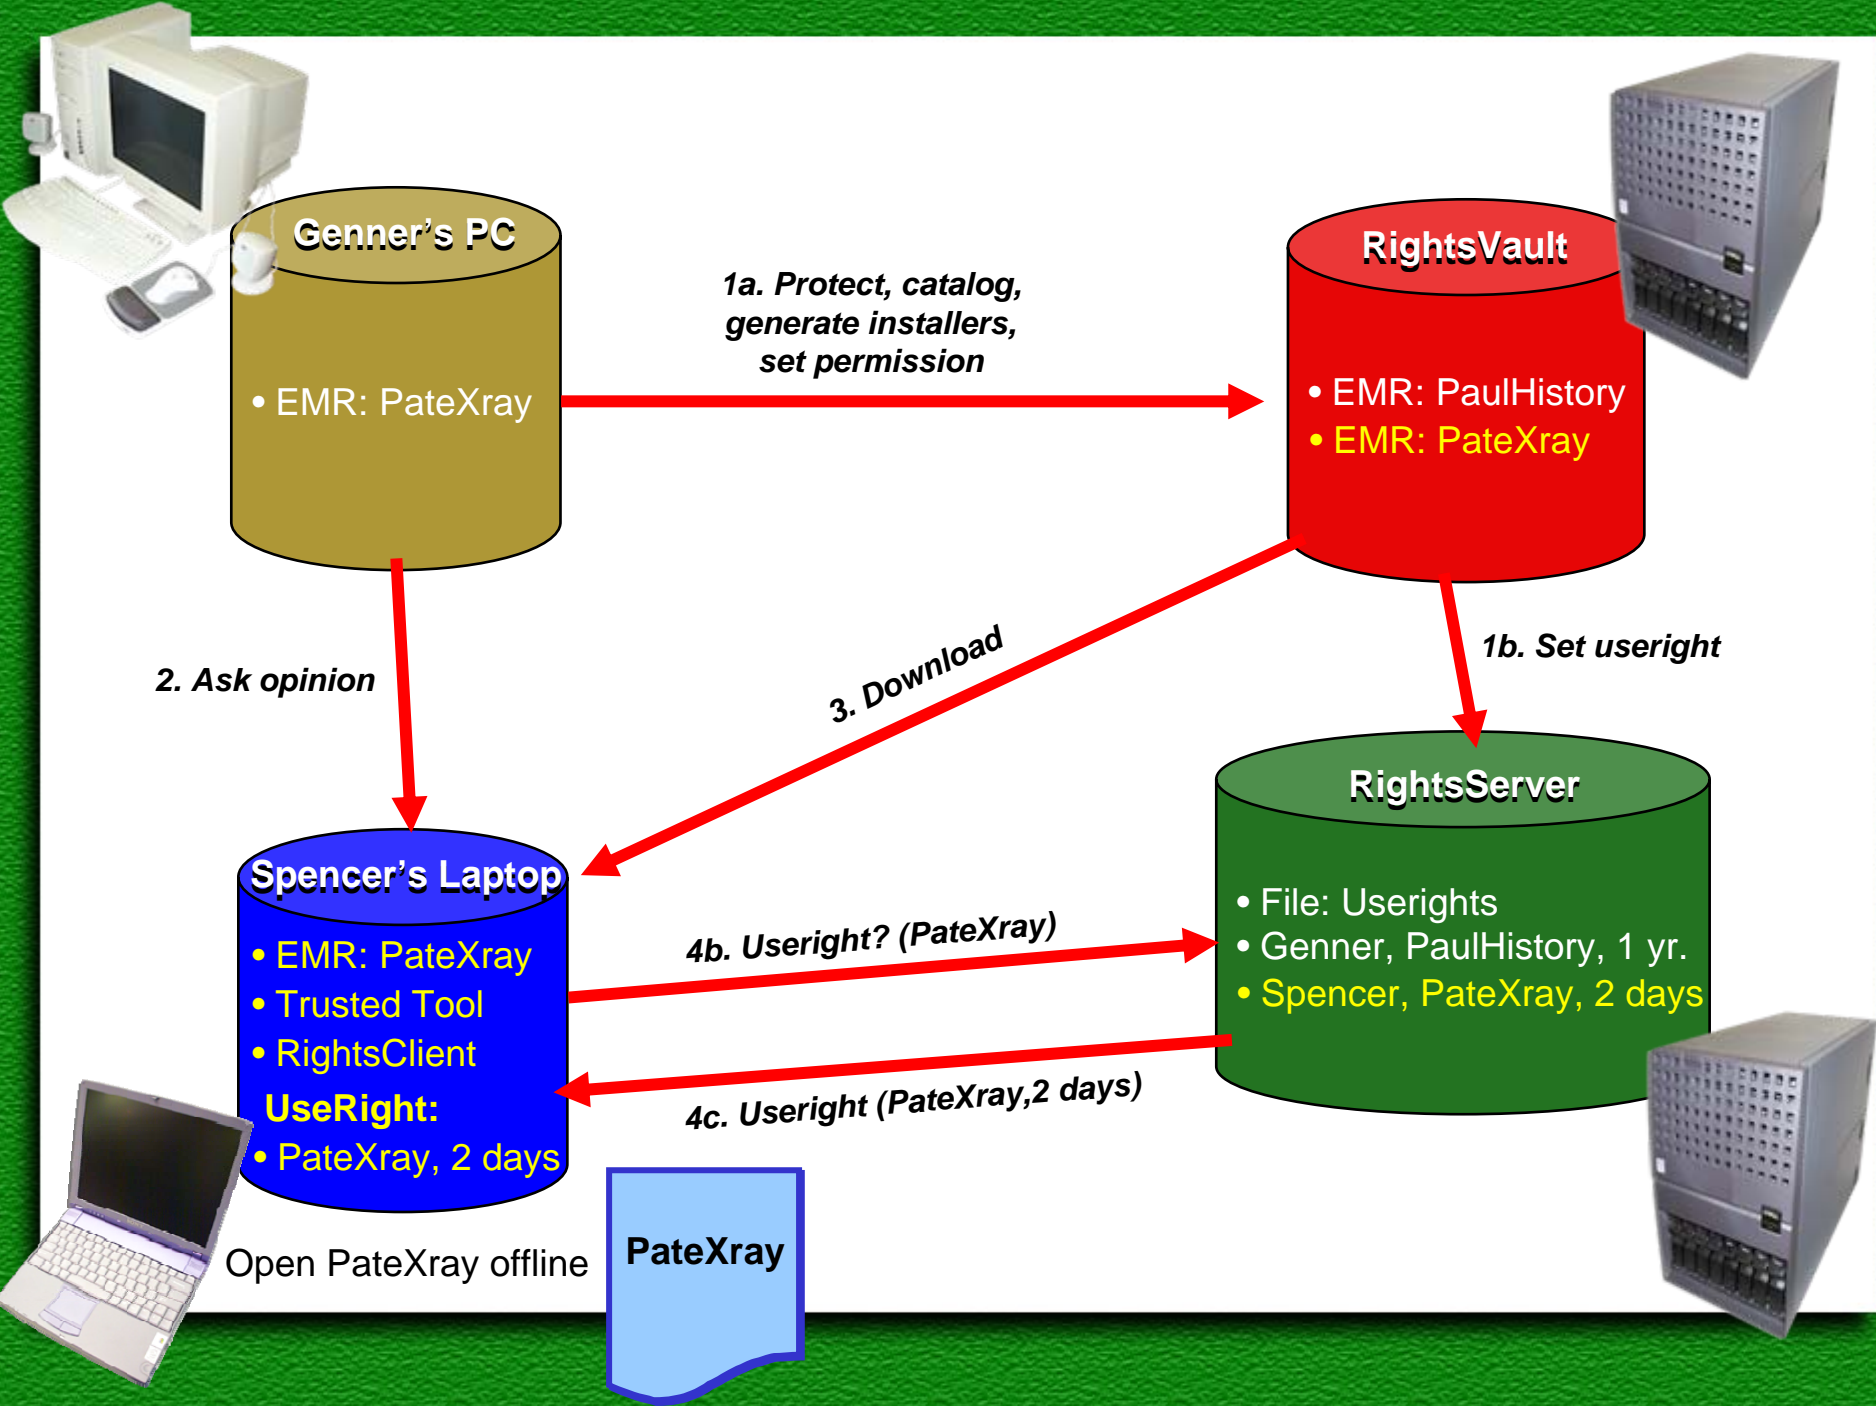 Genner’s PC
• EMR: PateXray
1a. Protect, catalog,
generate installers,
set permission
RightsVault
• EMR: PaulHistory
• EMR: PateXray
2. Ask opinion
3. Download
1b. Set useright
Spencer’s Laptop
• EMR: PateXray
• Trusted Tool
• RightsClient
UseRight:
• PateXray, 2 days
4b. Useright? (PateXray)
4c. Useright (PateXray,2 days)
RightsServer
• File: Userights
• Genner, PaulHistory, 1 yr.
• Spencer, PateXray, 2 days
Open PateXray offline
PateXray